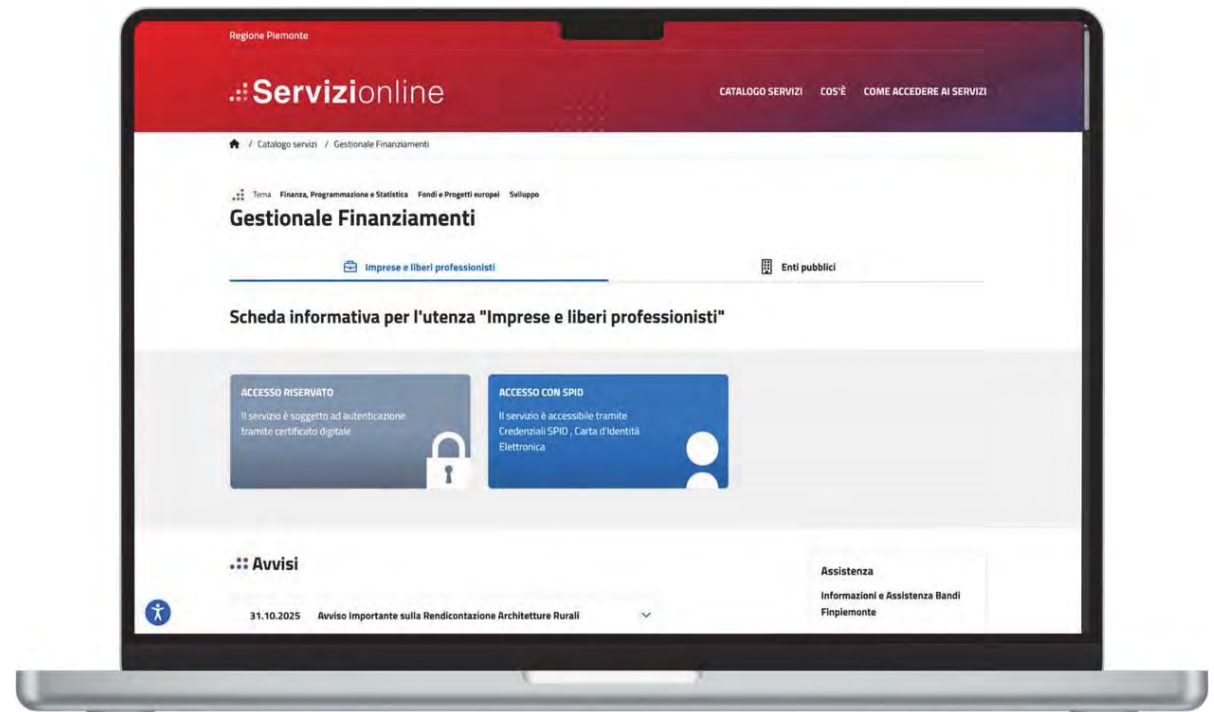 Regione Piemonte
.:: Servizionline
CATALOGO SERVIZI COS'È COME ACCEDERE AI SERVIZI
/ Catalogo servizi / Gestionale Finanziamenti
Tema Finanza, Programmazione e Statistica Fondi e Progetti europei Sviluppo
Gestionale Finanziamenti
Imprese e liberi professionisti
Enti pubblici
Scheda informativa per l'utenza "Imprese e liberi professionisti"
ACCESSO RISERVATO
Il servizio è soggetto ad autenticazione
tramite certificato digitale
ACCESSO CON SPID
Il servizio è accessibile tramite
Credenziali SPID , Carta d'Identità
Elettronica
.:: Avvisi
31.10.2025 Avviso Importante sulla Rendicontazione Architetture Rurali
Assistenza
Informazioni e Assistenza Bandi
Finpiemonte